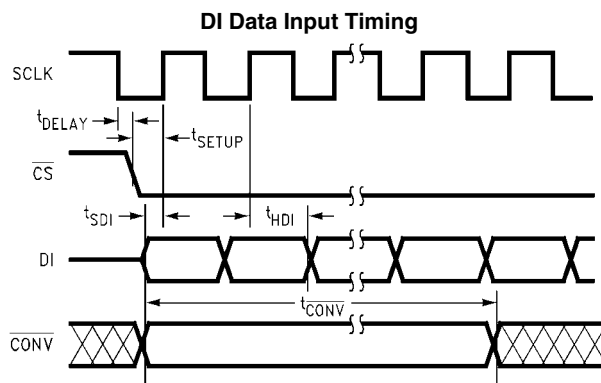 DI Data Input Timing
SCLK
tDELAY
tSETUP
CS
tSDI
tHDI
DI
tCONV
CONV